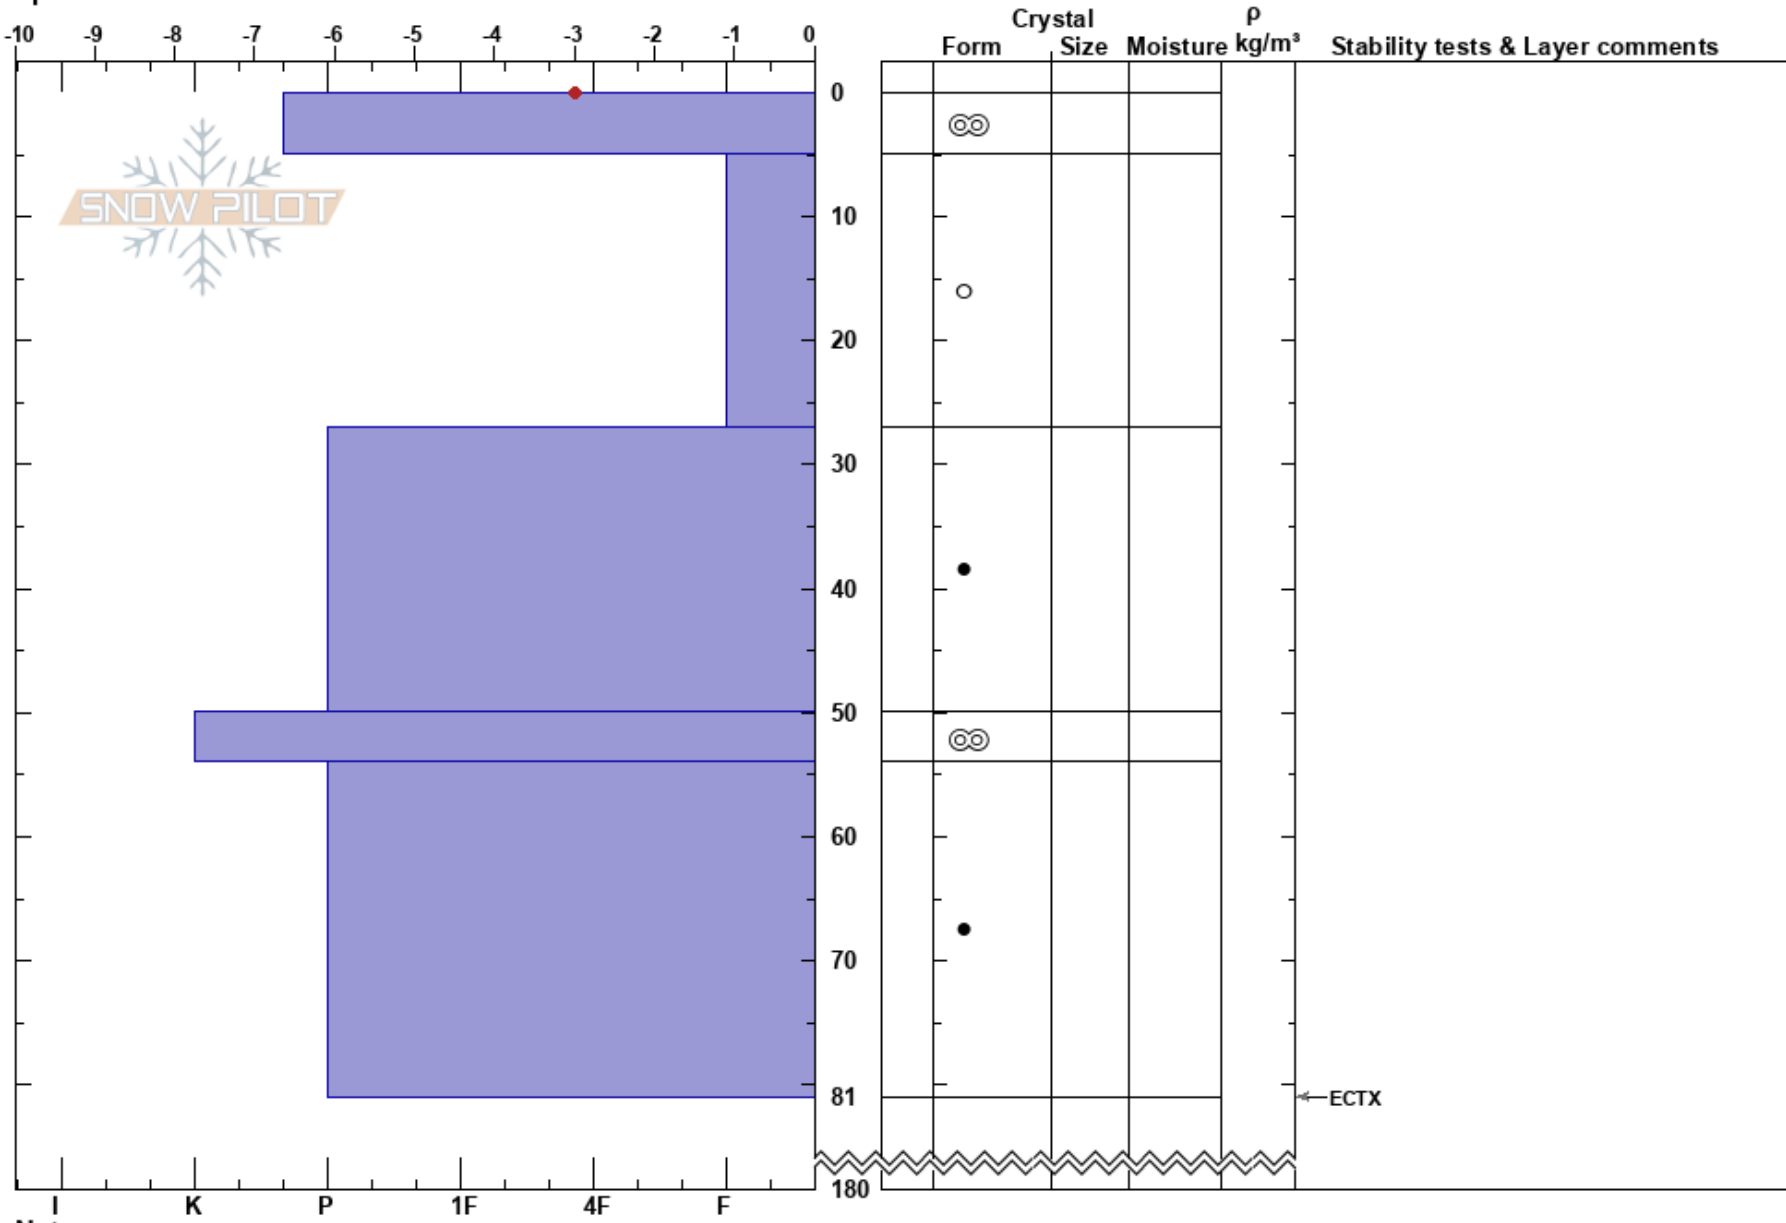 -10 -9 -8 -7 -6 -5 -4 -3 -2 -1 0
Crystal
Form Size Moisture
ρ
kg/m³
Stability tests & Layer comments
SNOW PILOT
0
10
20
30
40
50
60
70
81
180
ECTX
I K P 1F 4F F